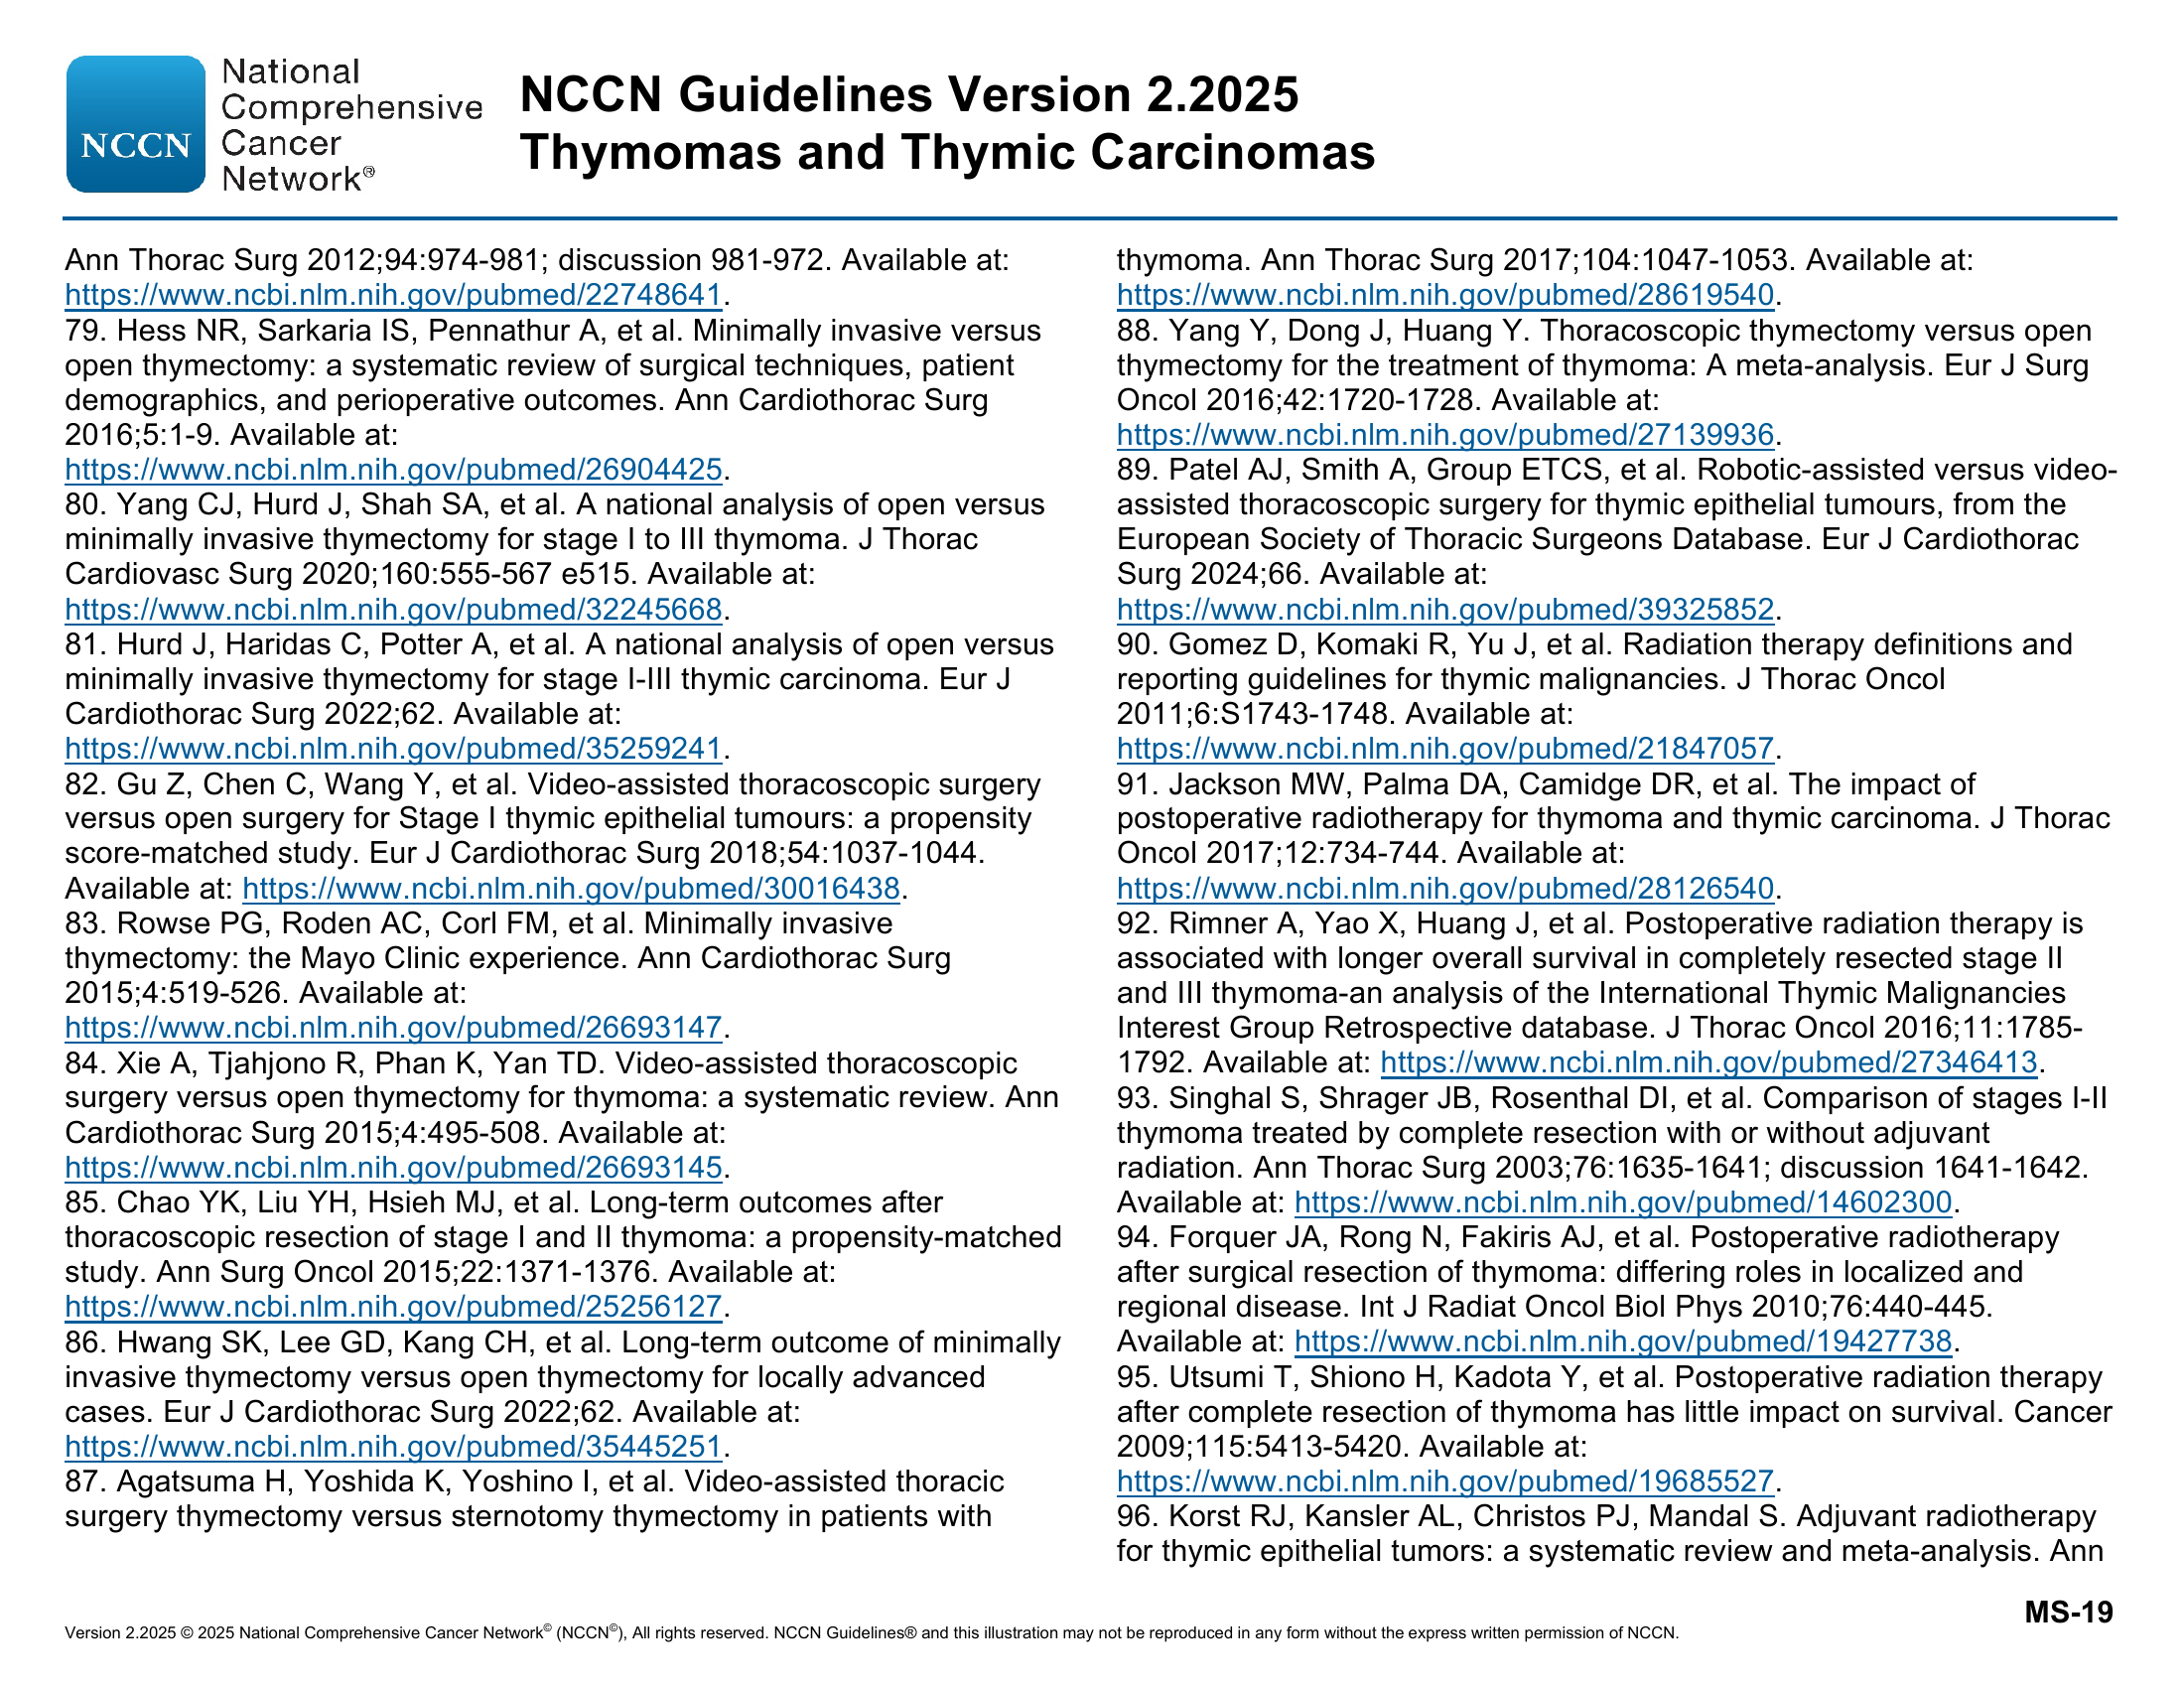 National
Comprehensive
Cancer
Network®
NCCN
NCCN Guidelines Version 2.2025
Thymomas and Thymic Carcinomas
Ann Thorac Surg 2012;94:974-981; discussion 981-972. Available at:
https://www.ncbi.nlm.nih.gov/pubmed/22748641.
79. Hess NR, Sarkaria IS, Pennathur A, et al. Minimally invasive versus
open thymectomy: a systematic review of surgical techniques, patient
demographics, and perioperative outcomes. Ann Cardiothorac Surg
2016;5:1-9. Available at:
https://www.ncbi.nlm.nih.gov/pubmed/26904425.
80. Yang CJ, Hurd J, Shah SA, et al. A national analysis of open versus
minimally invasive thymectomy for stage I to III thymoma. J Thorac
Cardiovasc Surg 2020;160:555-567 e515. Available at:
https://www.ncbi.nlm.nih.gov/pubmed/32245668.
81. Hurd J, Haridas C, Potter A, et al. A national analysis of open versus
minimally invasive thymectomy for stage I-III thymic carcinoma. Eur J
Cardiothorac Surg 2022;62. Available at:
https://www.ncbi.nlm.nih.gov/pubmed/35259241.
82. Gu Z, Chen C, Wang Y, et al. Video-assisted thoracoscopic surgery
versus open surgery for Stage I thymic epithelial tumours: a propensity
score-matched study. Eur J Cardiothorac Surg 2018;54:1037-1044.
Available at: https://www.ncbi.nlm.nih.gov/pubmed/30016438.
83. Rowse PG, Roden AC, Corl FM, et al. Minimally invasive
thymectomy: the Mayo Clinic experience. Ann Cardiothorac Surg
2015;4:519-526. Available at:
https://www.ncbi.nlm.nih.gov/pubmed/26693147.
84. Xie A, Tjahjono R, Phan K, Yan TD. Video-assisted thoracoscopic
surgery versus open thymectomy for thymoma: a systematic review. Ann
Cardiothorac Surg 2015;4:495-508. Available at:
https://www.ncbi.nlm.nih.gov/pubmed/26693145.
85. Chao YK, Liu YH, Hsieh MJ, et al. Long-term outcomes after
thoracoscopic resection of stage I and II thymoma: a propensity-matched
study. Ann Surg Oncol 2015;22:1371-1376. Available at:
https://www.ncbi.nlm.nih.gov/pubmed/25256127.
86. Hwang SK, Lee GD, Kang CH, et al. Long-term outcome of minimally
invasive thymectomy versus open thymectomy for locally advanced
cases. Eur J Cardiothorac Surg 2022;62. Available at:
https://www.ncbi.nlm.nih.gov/pubmed/35445251.
87. Agatsuma H, Yoshida K, Yoshino I, et al. Video-assisted thoracic
surgery thymectomy versus sternotomy thymectomy in patients with
thymoma. Ann Thorac Surg 2017;104:1047-1053. Available at:
https://www.ncbi.nlm.nih.gov/pubmed/28619540.
88. Yang Y, Dong J, Huang Y. Thoracoscopic thymectomy versus open
thymectomy for the treatment of thymoma: A meta-analysis. Eur J Surg
Oncol 2016;42:1720-1728. Available at:
https://www.ncbi.nlm.nih.gov/pubmed/27139936.
89. Patel AJ, Smith A, Group ETCS, et al. Robotic-assisted versus video-
assisted thoracoscopic surgery for thymic epithelial tumours, from the
European Society of Thoracic Surgeons Database. Eur J Cardiothorac
Surg 2024;66. Available at:
https://www.ncbi.nlm.nih.gov/pubmed/39325852.
90. Gomez D, Komaki R, Yu J, et al. Radiation therapy definitions and
reporting guidelines for thymic malignancies. J Thorac Oncol
2011;6:S1743-1748. Available at:
https://www.ncbi.nlm.nih.gov/pubmed/21847057.
91. Jackson MW, Palma DA, Camidge DR, et al. The impact of
postoperative radiotherapy for thymoma and thymic carcinoma. J Thorac
Oncol 2017;12:734-744. Available at:
https://www.ncbi.nlm.nih.gov/pubmed/28126540.
92. Rimner A, Yao X, Huang J, et al. Postoperative radiation therapy is
associated with longer overall survival in completely resected stage II
and III thymoma-an analysis of the International Thymic Malignancies
Interest Group Retrospective database. J Thorac Oncol 2016;11:1785-
1792. Available at: https://www.ncbi.nlm.nih.gov/pubmed/27346413.
93. Singhal S, Shrager JB, Rosenthal DI, et al. Comparison of stages I-II
thymoma treated by complete resection with or without adjuvant
radiation. Ann Thorac Surg 2003;76:1635-1641; discussion 1641-1642.
Available at: https://www.ncbi.nlm.nih.gov/pubmed/14602300.
94. Forquer JA, Rong N, Fakiris AJ, et al. Postoperative radiotherapy
after surgical resection of thymoma: differing roles in localized and
regional disease. Int J Radiat Oncol Biol Phys 2010;76:440-445.
Available at: https://www.ncbi.nlm.nih.gov/pubmed/19427738.
95. Utsumi T, Shiono H, Kadota Y, et al. Postoperative radiation therapy
after complete resection of thymoma has little impact on survival. Cancer
2009;115:5413-5420. Available at:
https://www.ncbi.nlm.nih.gov/pubmed/19685527.
96. Korst RJ, Kansler AL, Christos PJ, Mandal S. Adjuvant radiotherapy
for thymic epithelial tumors: a systematic review and meta-analysis. Ann
MS-19
Version 2.2025 © 2025 National Comprehensive Cancer Network© (NCCN©), All rights reserved. NCCN Guidelines® and this illustration may not be reproduced in any form without the express written permission of NCCN.